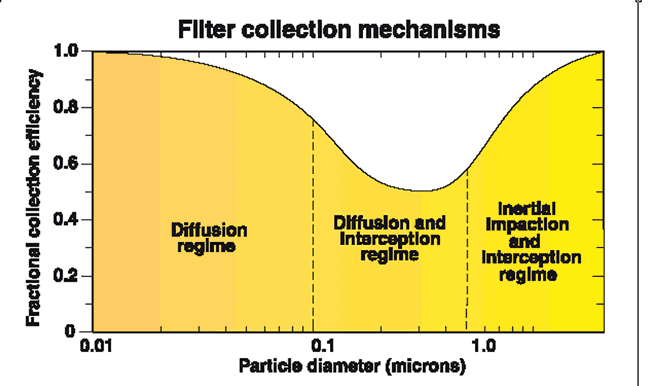 Filter collection mechanisms
1.0
0.8
0.6
0.4
0.2
0
Fractional collection efficiency
Diffusion
regime
Diffusion and
interception
regime
Inertial
impaction
and
interception
regime
0.01
0.1
1.0
Particle diameter (microns)